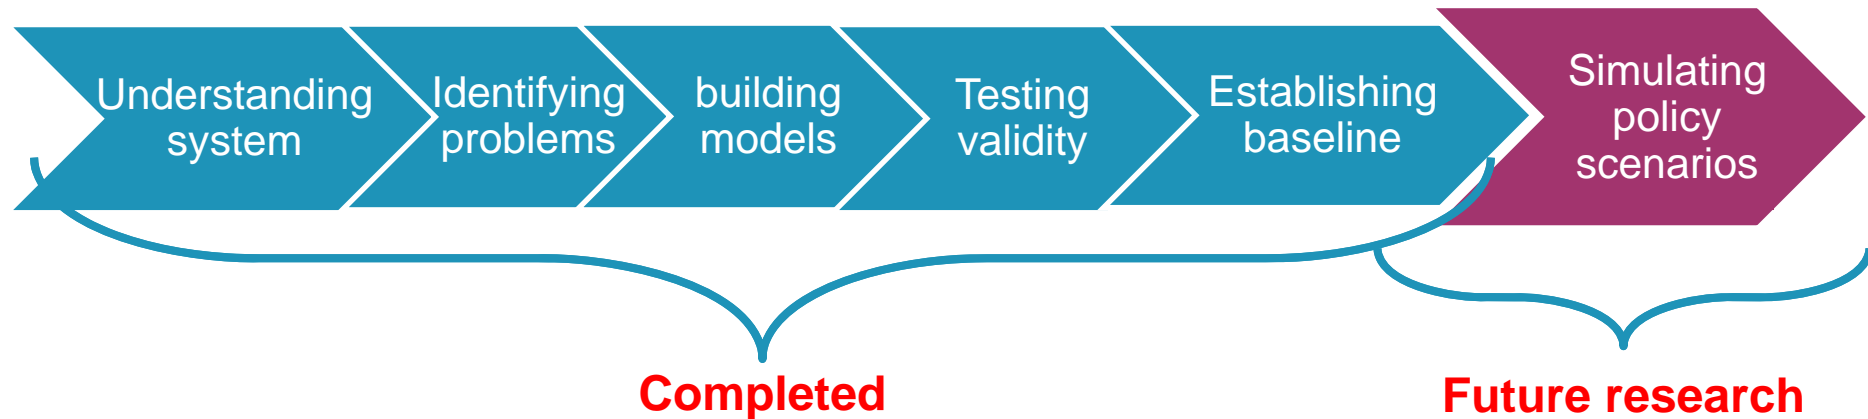 Understanding
system
Identifying
problems
building
models
Testing
validity
Establishing
baseline
Simulating
policy
scenarios
Completed
Future research